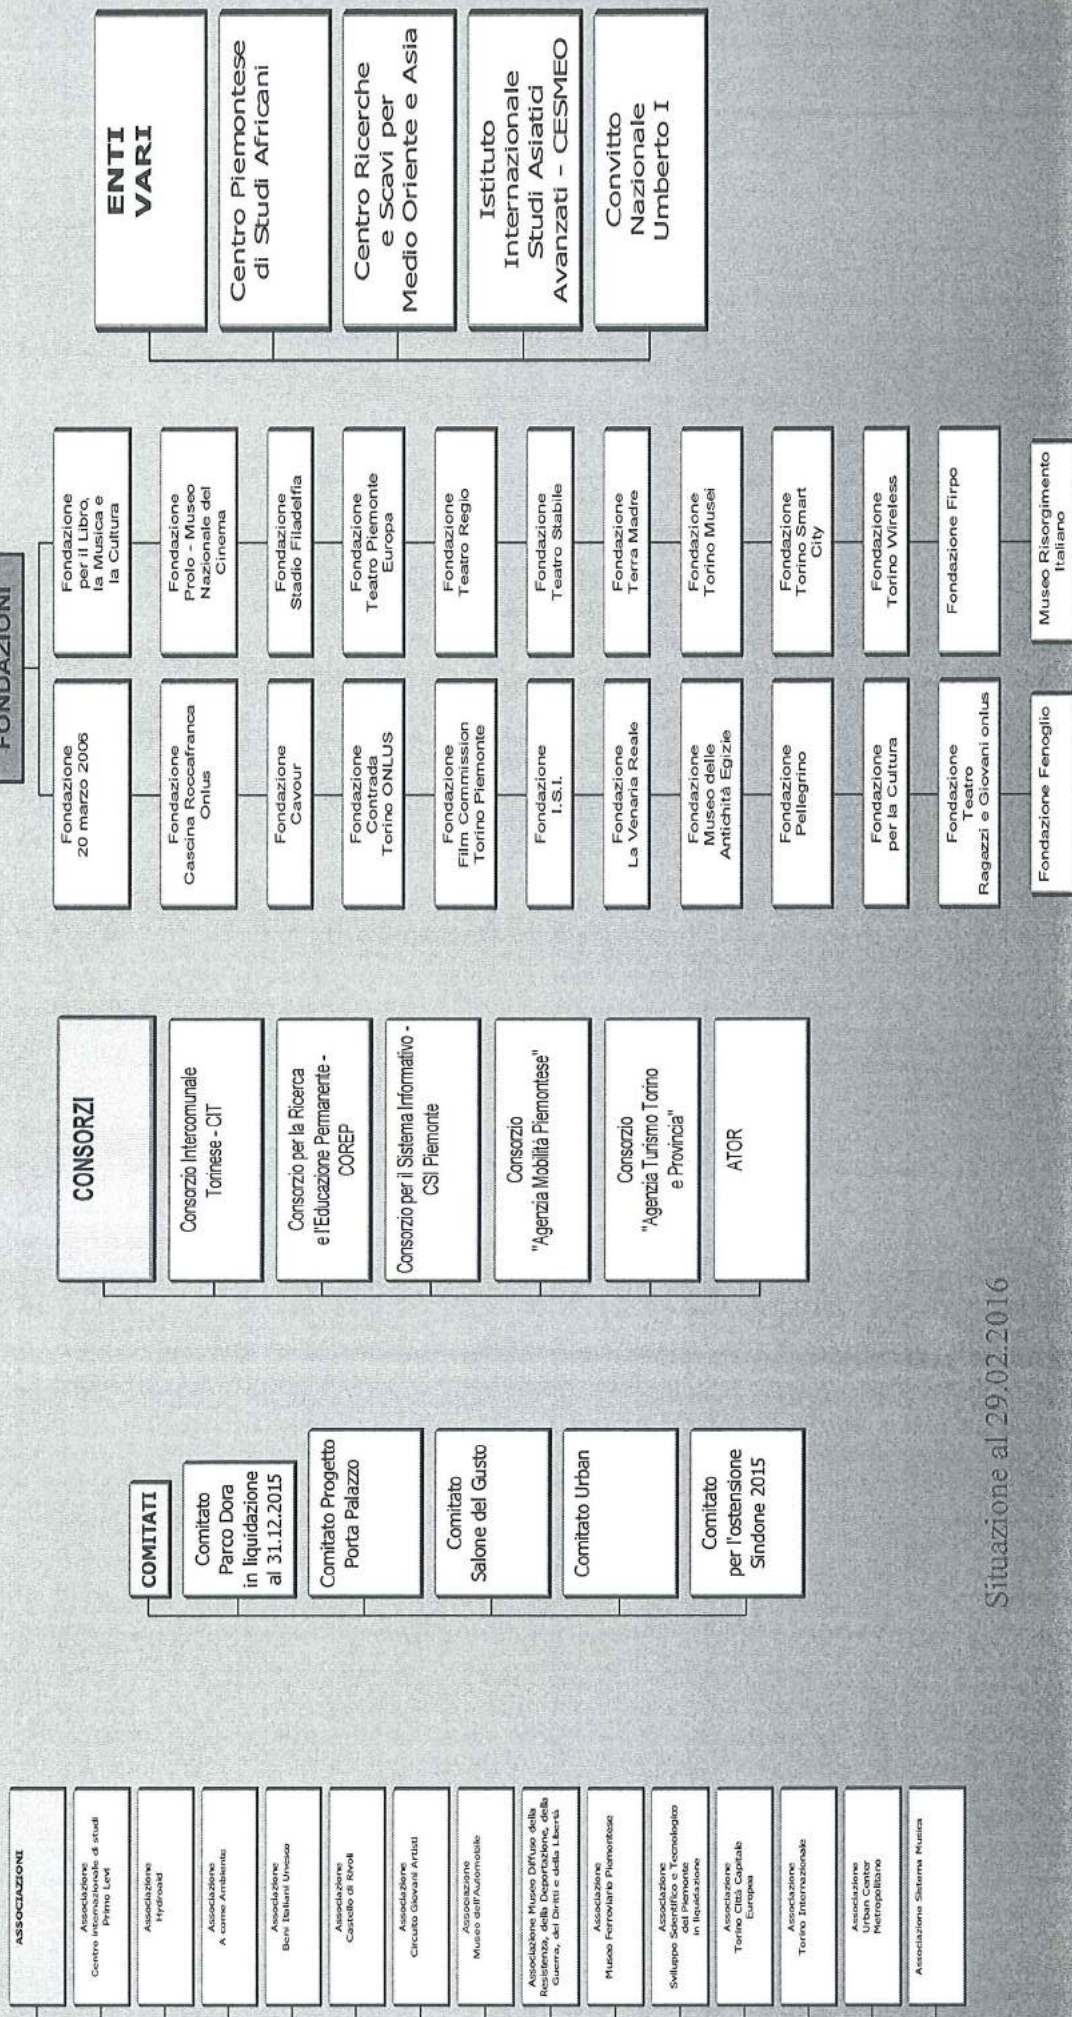 ASSOCIAZIONI
Associazione
Centro internazionale di studi
Primo Levi
Associazione
Hydroaid
Associazione
A come Ambiente
Associazione
Beni Italiani Unesco
Associazione
Castello di Rivoli
Associazione
Circuito Giovani Artisti
Associazione
Museo dell'Automobile
Associazione Museo Diffuso della
Resistenza, della Deportazione, della
Guerra, dei Diritti e della Libertà
Associazione
Museo Ferroviario Piemontese
Associazione
Sviluppo Scientifico e Tecnologico
del Piemonte
in liquidazione
Associazione
Torino Città Capitale
Europea
Associazione
Torino Internazionale
Associazione
Urban Center
Metropolitano
Associazione Sistema Musica
COMITATI
Comitato
Parco Dora
in liquidazione
al 31.12.2015
Comitato Progetto
Porta Palazzo
Comitato
Salone del Gusto
Comitato Urban
Comitato
per l'ostensione
Sindone 2015
CONSORZI
Consorzio Intercomunale
Torinese - CIT
Consorzio per la Ricerca
e l'Educazione Permanente -
COREP
Consorzio per il Sistema Informativo -
CSI Piemonte
Consorzio
"Agenzia Mobilità Piemontese"
Consorzio
"Agenzia Turismo Torino
e Provincia"
ATOR
FONDAZIONI
Fondazione
20 marzo 2006
Fondazione
Cascina Roccafranca
Onlus
Fondazione
Cavour
Fondazione
Contrada
Torino ONLUS
Fondazione
Film Commission
Torino Piemonte
Fondazione
I.S.I.
Fondazione
La Venaria Reale
Fondazione
Museo delle
Antichità Egizie
Fondazione
Pellegrino
Fondazione
per la Cultura
Fondazione
Teatro
Ragazzi e Giovani onlus
Fondazione Fenoglio
Fondazione
per il Libro,
la Musica e
la Cultura
Fondazione
Prolo - Museo
Nazionale del
Cinema
Fondazione
Stadio Filadelfia
Fondazione
Teatro Piemonte
Europa
Fondazione
Teatro Regio
Fondazione
Teatro Stabile
Fondazione
Terra Madre
Fondazione
Torino Musei
Fondazione
Torino Smart
City
Fondazione
Torino Wireless
Fondazione Firpo
Museo Risorgimento
Italiano
ENTI
VARI
Centro Piemontese
di Studi Africani
Centro Ricerche
e Scavi per
Medio Oriente e Asia
Istituto
Internazionale
Studi Asiatici
Avanzati - CESMEO
Convitto
Nazionale
Umberto I
Situazione al 29.02.2016